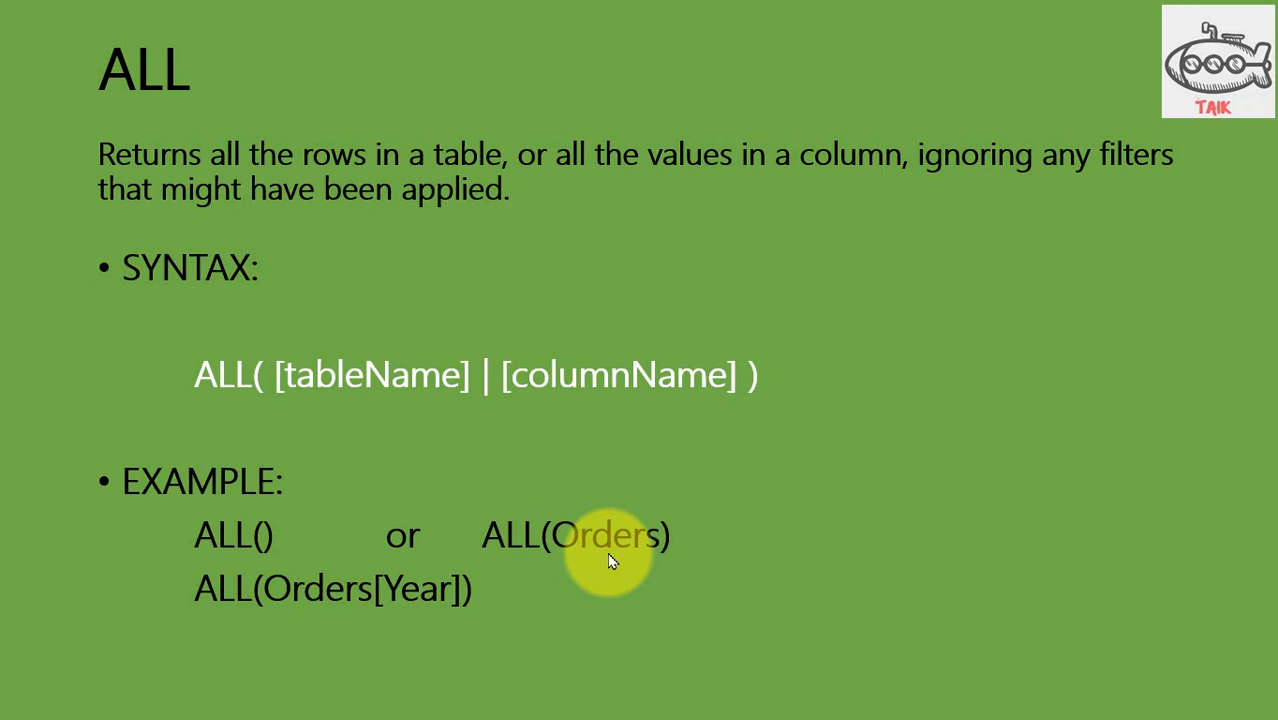 ALL
TAIK
Returns all the rows in a table, or all the values in a column, ignoring any filters
that might have been applied.
• SYNTAX:
ALL( [tableName] | [columnName] )
• EXAMPLE:
ALL() or ALL(Orders)
ALL(Orders[Year])